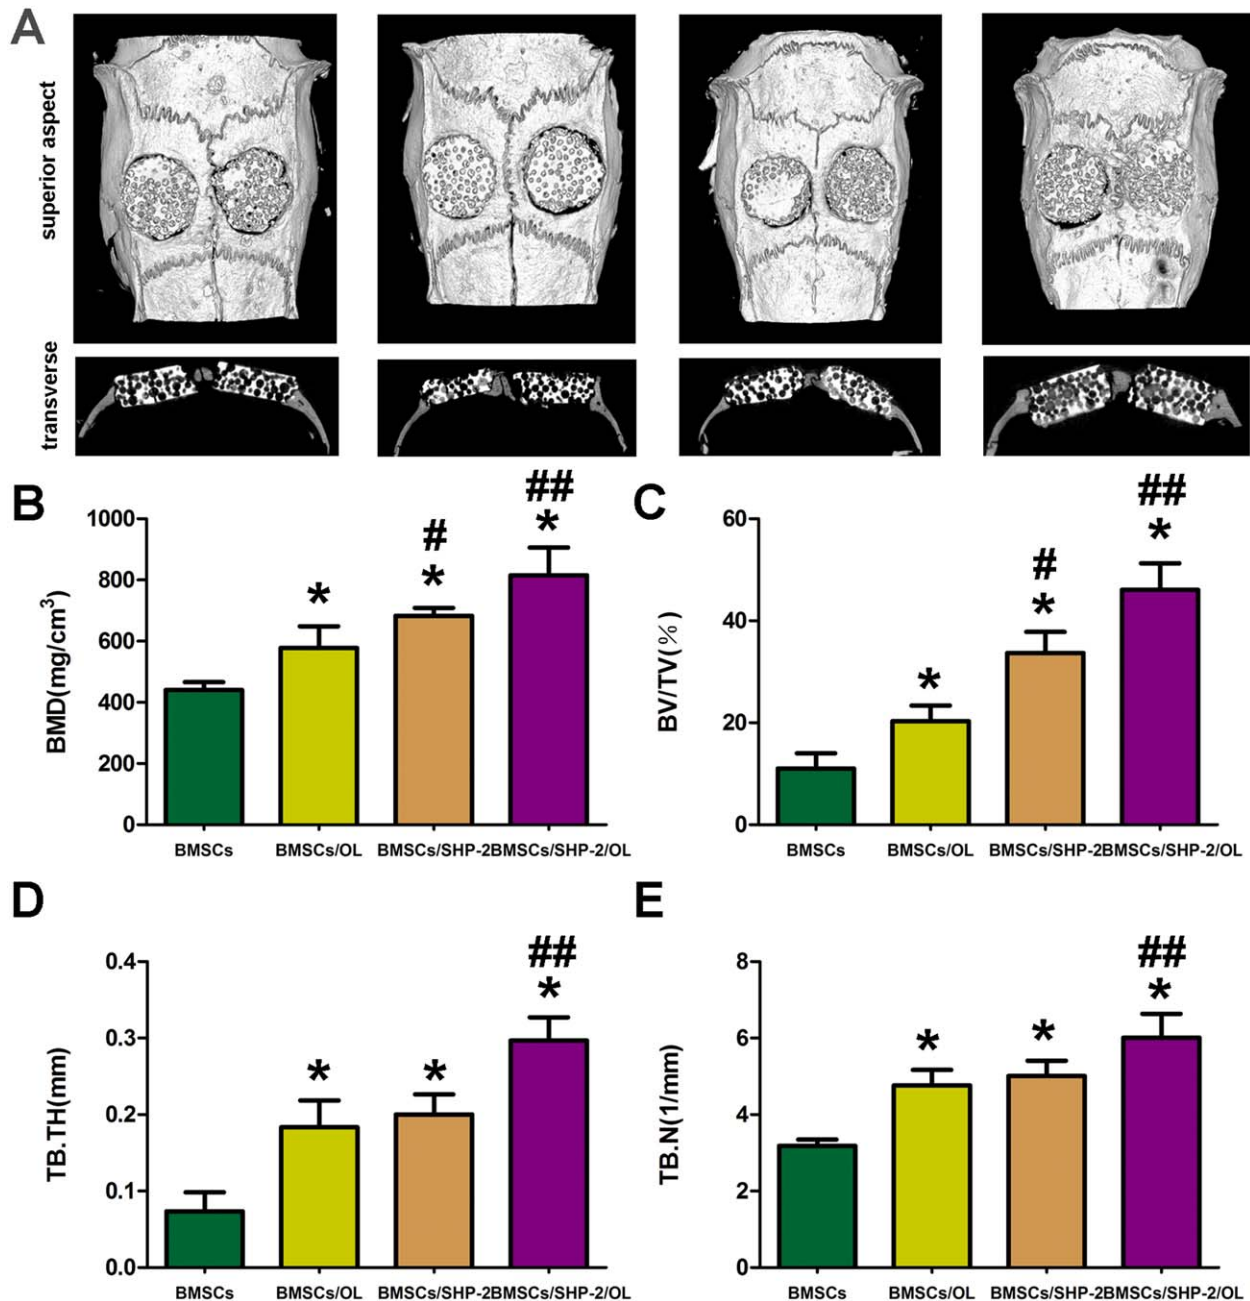 A
superior aspect
transverse
B
BMD(mg/cm³)
1000
800
600
400
200
0
*
#
*
##
*
BMSCs
BMSCs/OL
BMSCs/SHP-2
BMSCs/SHP-2/OL
C
BV/TV(%)
60
40
20
0
*
#
*
##
*
BMSCs
BMSCs/OL
BMSCs/SHP-2
BMSCs/SHP-2/OL
D
TB.TH(mm)
0.4
0.3
0.2
0.1
0.0
*
*
##
*
BMSCs
BMSCs/OL
BMSCs/SHP-2
BMSCs/SHP-2/OL
E
TB.N(1/mm)
8
6
4
2
0
*
*
##
*
BMSCs
BMSCs/OL
BMSCs/SHP-2
BMSCs/SHP-2/OL